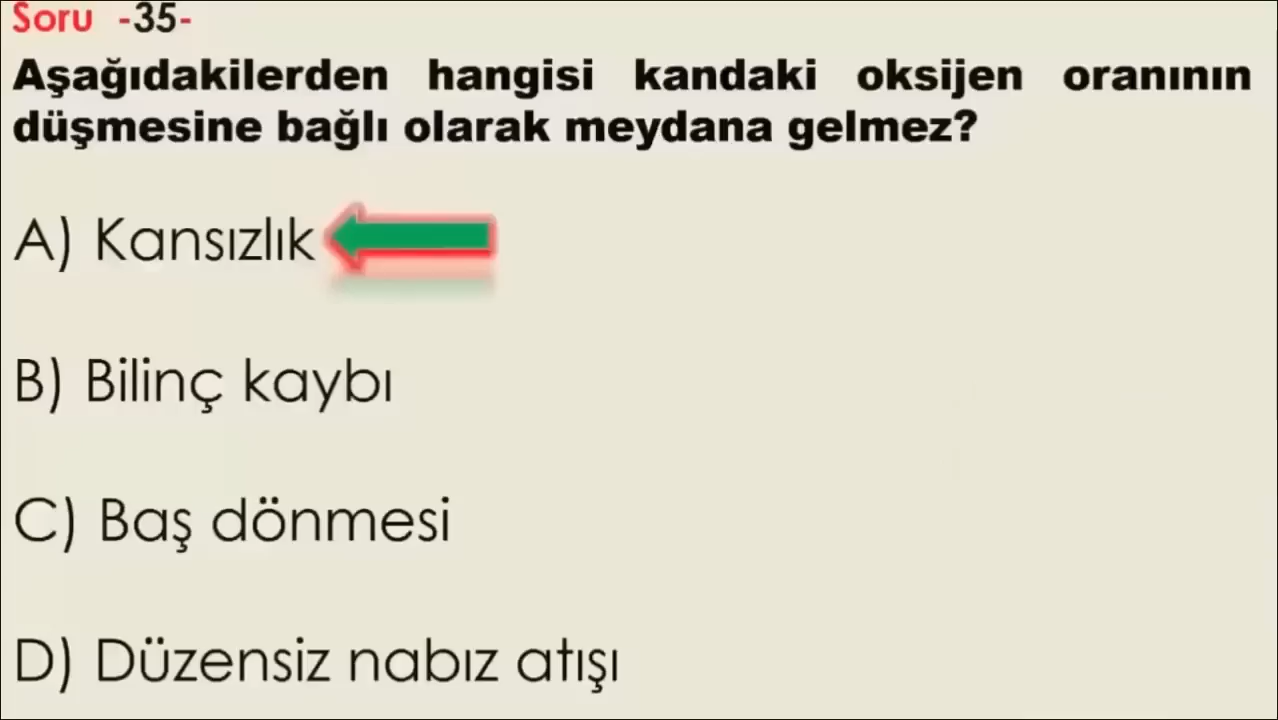 Soru -35-
Aşağıdakilerden hangisi kandaki oksijen oranının
düşmesine bağlı olarak meydana gelmez?
A) Kansızlık
B) Bilinç kaybı
C) Baş dönmesi
D) Düzensiz nabız atışı